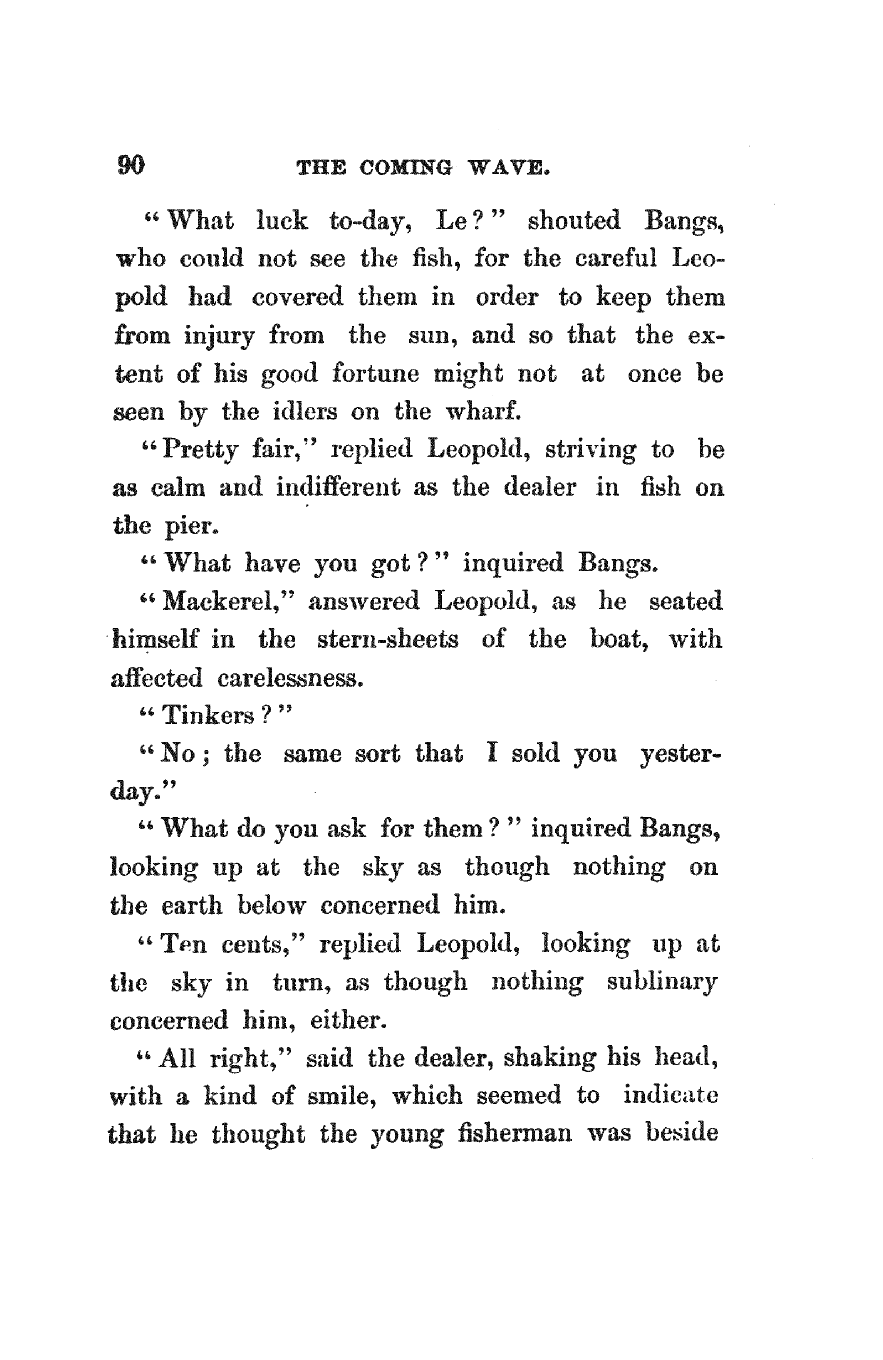 90 THE COMING WAVE.
“ What luck to-day, Le ? ” shouted Bangs,
who could not see the fish, for the careful Leo-
pold had covered them in order to keep them
from injury from the sun, and so that the ex-
tent of his good fortune might not at once be
seen by the idlers on the wharf.
“ Pretty fair,” replied Leopold, striving to be
as calm and indifferent as the dealer in fish on
the pier.
“ What have you got ? ” inquired Bangs.
“ Mackerel,” answered Leopold, as he seated
himself in the stern-sheets of the boat, with
affected carelessness.
“ Tinkers ? ”
“ No ; the same sort that I sold you yester-
day.”
“ What do you ask for them ? ” inquired Bangs,
looking up at the sky as though nothing on
the earth below concerned him.
“ Ten cents,” replied Leopold, looking up at
the sky in turn, as though nothing sublinary
concerned him, either.
“ All right,” said the dealer, shaking his head,
with a kind of smile, which seemed to indicate
that he thought the young fisherman was beside